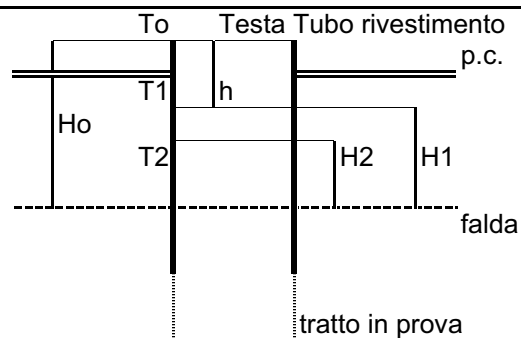 To Testa Tubo rivestimento
p.c.
T1 h
Ho
T2 H2 H1
falda
tratto in prova